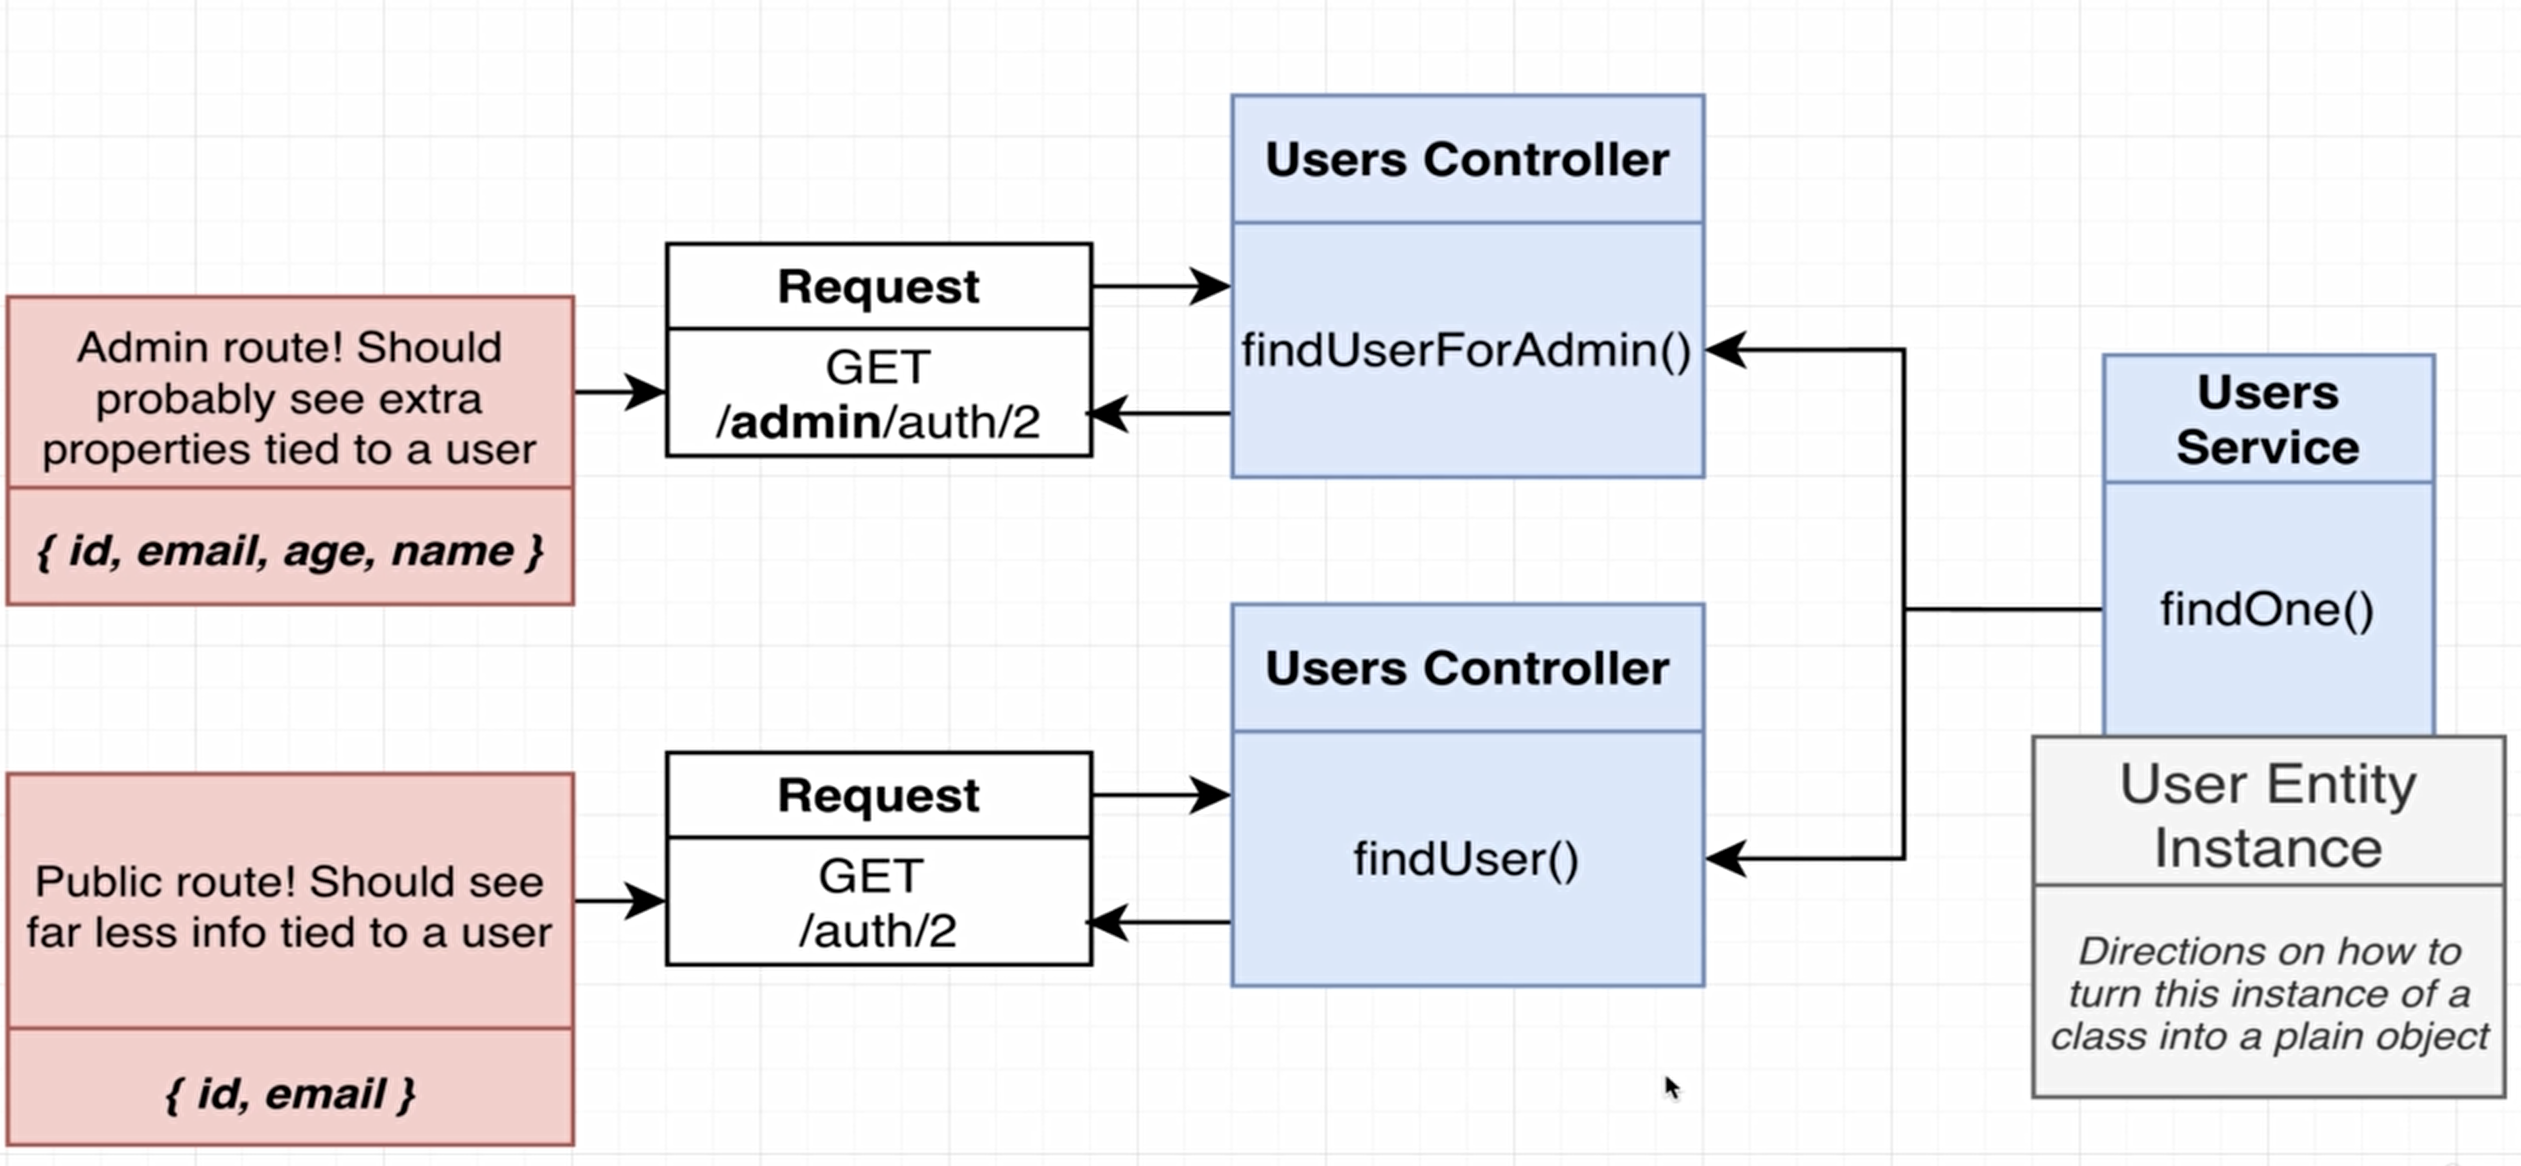 Users Controller
Request
findUserForAdmin()
GET
/admin/auth/2
Admin route! Should
probably see extra
properties tied to a user
{ id, email, age, name }
Users
Service
findOne()
Users Controller
Request
findUser()
GET
/auth/2
Public route! Should see
far less info tied to a user
{ id, email }
User Entity
Instance
Directions on how to
turn this instance of a
class into a plain object